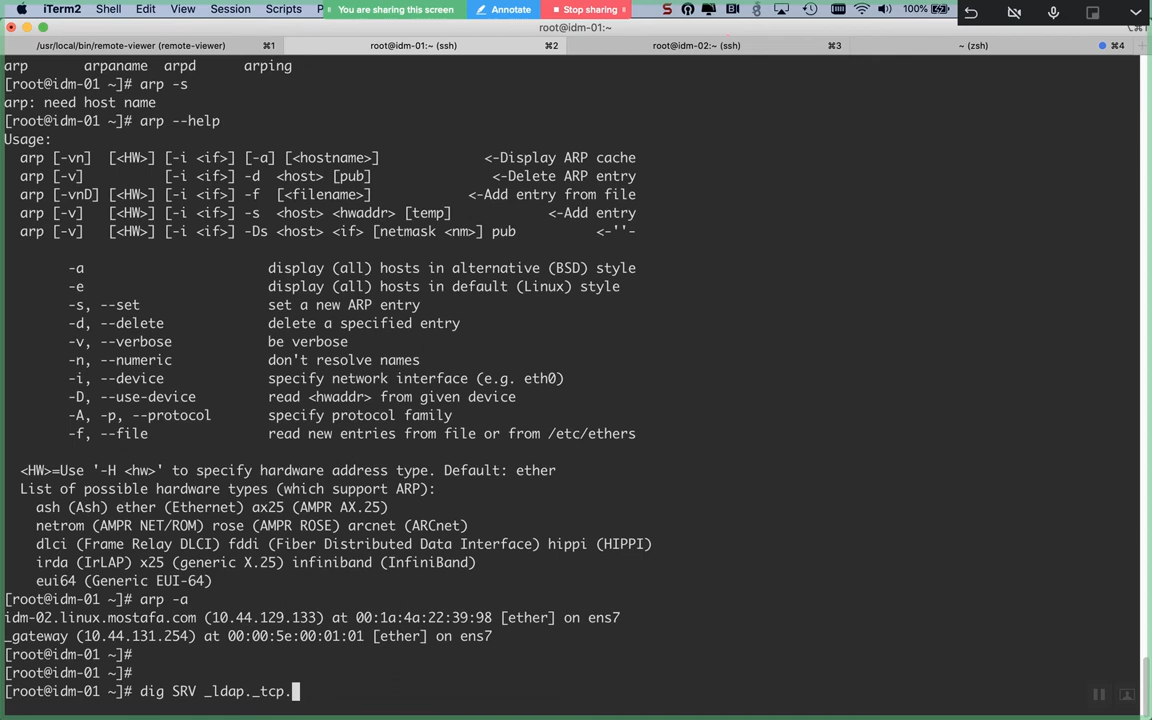 iTerm2 Shell Edit View Session Scripts P You are sharing this screen Annotate Stop sharing 100%
root@idm-01:~ (ssh)
/usr/local/bin/remote-viewer (remote-viewer) ⌘1 root@idm-01:~ (ssh) ⌘2 root@idm-02:~ (ssh) ⌘3 ~ (zsh) ⌘4
arp arpaname arpd arping
[root@idm-01 ~]# arp -s
arp: need host name
[root@idm-01 ~]# arp --help
Usage:
arp [-vn] [<HW>] [-i <if>] [-a] [<hostname>] <-Display ARP cache
arp [-v] [-i <if>] -d <host> [pub] <-Delete ARP entry
arp [-vnD] [<HW>] [-i <if>] -f [<filename>] <-Add entry from file
arp [-v] [<HW>] [-i <if>] -s <host> <hwaddr> [temp] <-Add entry
arp [-v] [<HW>] [-i <if>] -Ds <host> <if> [netmask <nm>] pub <-''-
-a display (all) hosts in alternative (BSD) style
-e display (all) hosts in default (Linux) style
-s, --set set a new ARP entry
-d, --delete delete a specified entry
-v, --verbose be verbose
-n, --numeric don't resolve names
-i, --device specify network interface (e.g. eth0)
-D, --use-device read <hwaddr> from given device
-A, -p, --protocol specify protocol family
-f, --file read new entries from file or from /etc/ethers
<HW>=Use '-H <hw>' to specify hardware address type. Default: ether
List of possible hardware types (which support ARP):
ash (Ash) ether (Ethernet) ax25 (AMPR AX.25)
netrom (AMPR NET/ROM) rose (AMPR ROSE) arcnet (ARCnet)
dlci (Frame Relay DLCI) fddi (Fiber Distributed Data Interface) hippi (HIPPI)
irda (IrLAP) x25 (generic X.25) infiniband (InfiniBand)
eui64 (Generic EUI-64)
[root@idm-01 ~]# arp -a
idm-02.linux.mostafa.com (10.44.129.133) at 00:1a:4a:22:39:98 [ether] on ens7
_gateway (10.44.131.254) at 00:00:5e:00:01:01 [ether] on ens7
[root@idm-01 ~]#
[root@idm-01 ~]#
[root@idm-01 ~]# dig SRV _ldap._tcp.